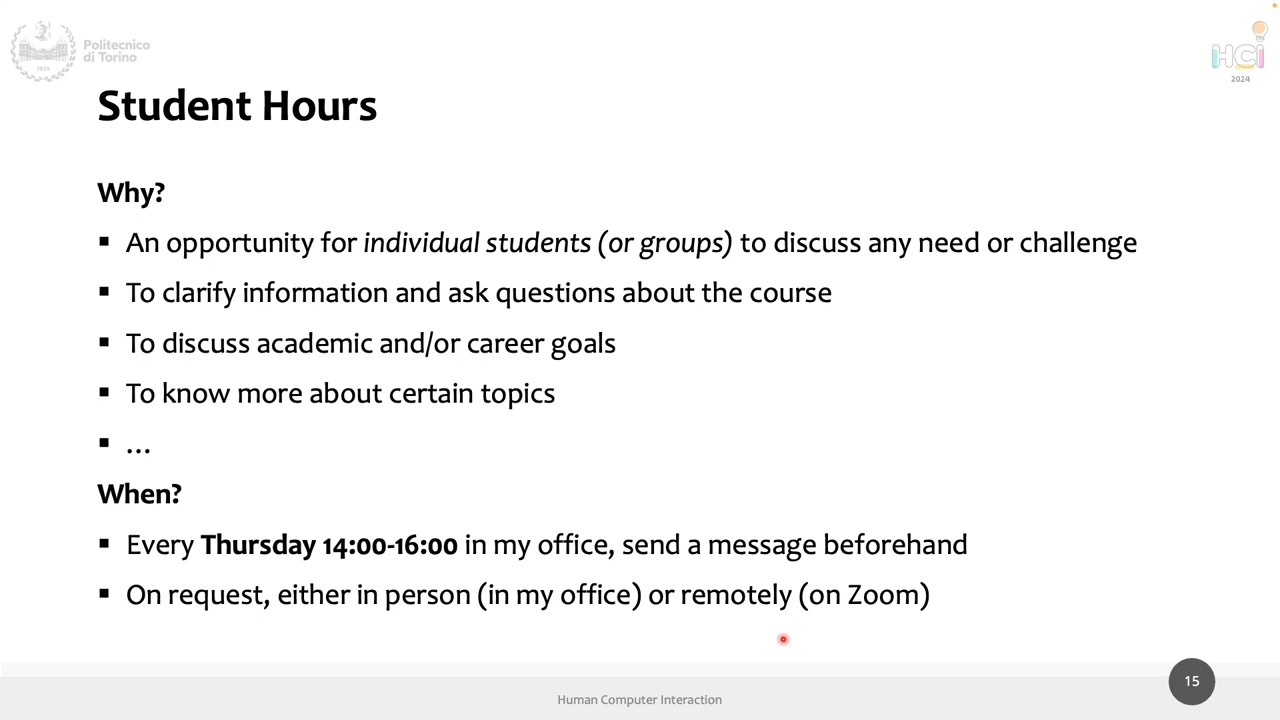 Politecnico
di Torino
1859
HCI
2024
Student Hours
Why?
▪ An opportunity for individual students (or groups) to discuss any need or challenge
▪ To clarify information and ask questions about the course
▪ To discuss academic and/or career goals
▪ To know more about certain topics
▪ …
When?
▪ Every Thursday 14:00-16:00 in my office, send a message beforehand
▪ On request, either in person (in my office) or remotely (on Zoom)
Human Computer Interaction
15